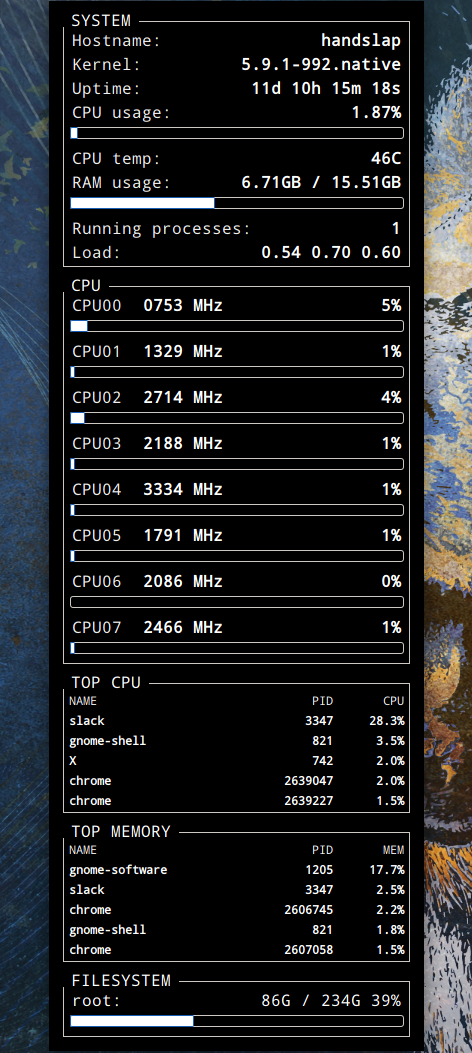 SYSTEM
Hostname: handslap
Kernel: 5.9.1-992.native
Uptime: 11d 10h 15m 18s
CPU usage: 1.87%
CPU temp: 46C
RAM usage: 6.71GB / 15.51GB
Running processes: 1
Load: 0.54 0.70 0.60
CPU
CPU00 0753 MHz 5%
CPU01 1329 MHz 1%
CPU02 2714 MHz 4%
CPU03 2188 MHz 1%
CPU04 3334 MHz 1%
CPU05 1791 MHz 1%
CPU06 2086 MHz 0%
CPU07 2466 MHz 1%
TOP CPU
NAME PID CPU
slack 3347 28.3%
gnome-shell 821 3.5%
X 742 2.0%
chrome 2639047 2.0%
chrome 2639227 1.5%
TOP MEMORY
NAME PID MEM
gnome-software 1205 17.7%
slack 3347 2.5%
chrome 2606745 2.2%
gnome-shell 821 1.8%
chrome 2607058 1.5%
FILESYSTEM
root: 86G / 234G 39%